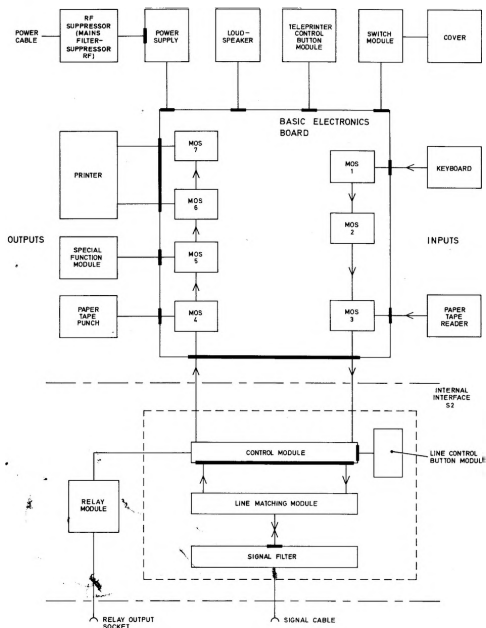 POWER
CABLE
RF
SUPPRESSOR
(MAINS
FILTER-
SUPPRESSOR
RF)
POWER
SUPPLY
LOUD-
SPEAKER
TELEPRINTER
CONTROL
BUTTON
MODULE
SWITCH
MODULE
COVER
BASIC ELECTRONICS
BOARD
PRINTER
MOS
7
MOS
1
KEYBOARD
MOS
6
MOS
2
OUTPUTS
INPUTS
SPECIAL
FUNCTION
MODULE
MOS
5
PAPER
TAPE
PUNCH
MOS
4
MOS
3
PAPER
TAPE
READER
INTERNAL
INTERFACE
S2
CONTROL MODULE
LINE CONTROL
BUTTON MODULE
RELAY
MODULE
LINE MATCHING MODULE
SIGNAL FILTER
RELAY OUTPUT
SOCKET
SIGNAL CABLE